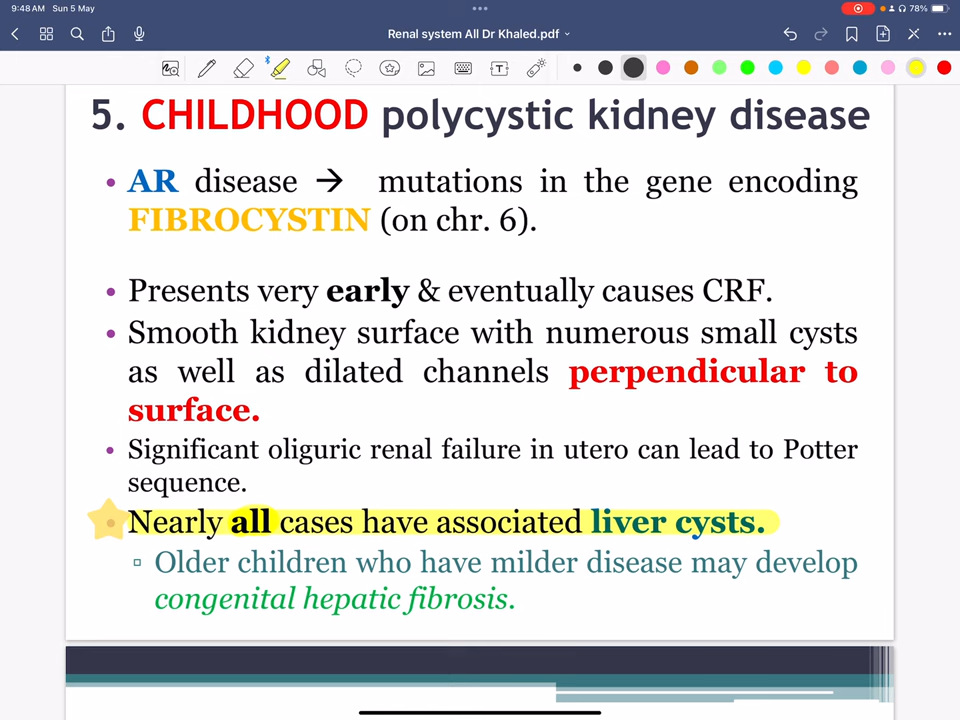 9:48 AM Sun 5 May
78%
Renal system All Dr Khaled.pdf
5. CHILDHOOD polycystic kidney disease
• AR disease → mutations in the gene encoding
FIBROCYSTIN (on chr. 6).
• Presents very early & eventually causes CRF.
• Smooth kidney surface with numerous small cysts
as well as dilated channels perpendicular to
surface.
• Significant oliguric renal failure in utero can lead to Potter
sequence.
• Nearly all cases have associated liver cysts.
▫ Older children who have milder disease may develop
congenital hepatic fibrosis.